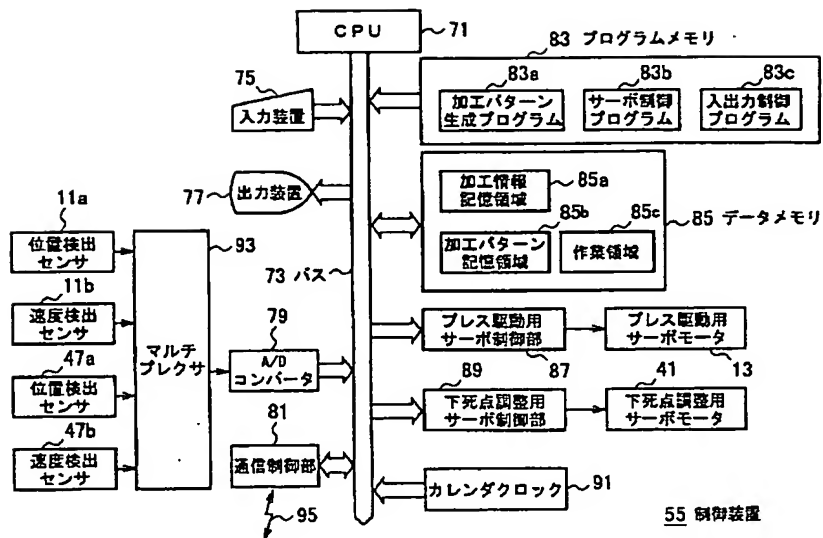 CPU
71
83 プログラムメモリ
83a
83b
83c
加工パターン
生成プログラム
サーボ制御
プログラム
入出力制御
プログラム
75
入力装置
77
出力装置
加工情報
記憶領域
85a
85b
85c
加工パターン
記憶領域
作業領域
85 データメモリ
11a
位置検出
センサ
11b
速度検出
センサ
47a
位置検出
センサ
47b
速度検出
センサ
93
マルチ
プレクサ
73 バス
79
A/D
コンバータ
81
通信制御部
95
プレス駆動用
サーボ制御部
87
プレス駆動用
サーボモータ
13
89
下死点調整用
サーボ制御部
41
下死点調整用
サーボモータ
カレンダクロック
91
55 制御装置